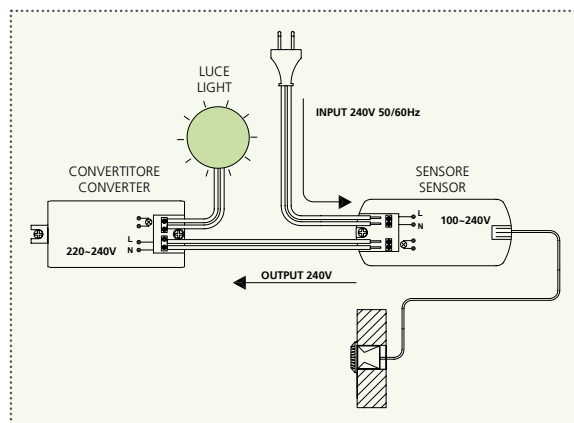 LUCE
LIGHT
INPUT 240V 50/60Hz
CONVERTITORE
CONVERTER
SENSORE
SENSOR
L
N
220~240V
L
N
100~240V
OUTPUT 240V